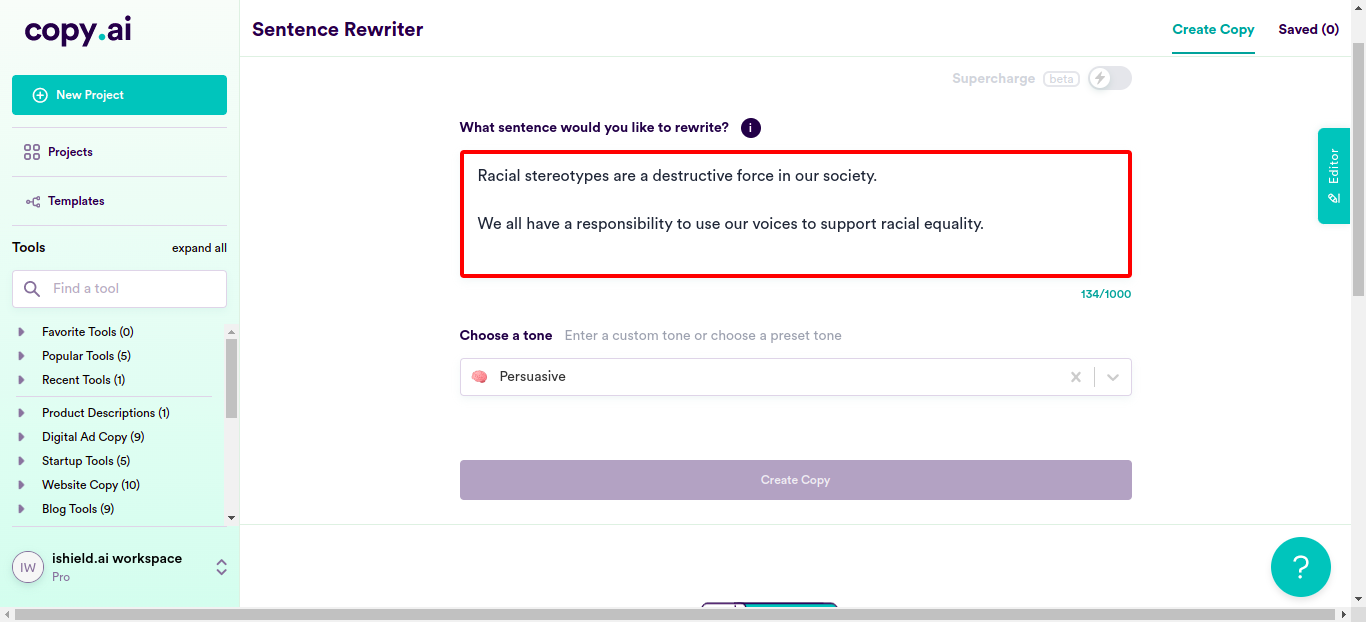 copy.ai
Sentence Rewriter
Create Copy
Saved (0)
New Project
Projects
Templates
Tools
expand all
Find a tool
Favorite Tools (0)
Popular Tools (5)
Recent Tools (1)
Product Descriptions (1)
Digital Ad Copy (9)
Startup Tools (5)
Website Copy (10)
Blog Tools (9)
IW
ishield.ai workspace
Pro
Supercharge beta
What sentence would you like to rewrite? i
Racial stereotypes are a destructive force in our society.
We all have a responsibility to use our voices to support racial equality.
134/1000
Choose a tone Enter a custom tone or choose a preset tone
Persuasive
Create Copy
Editor
?